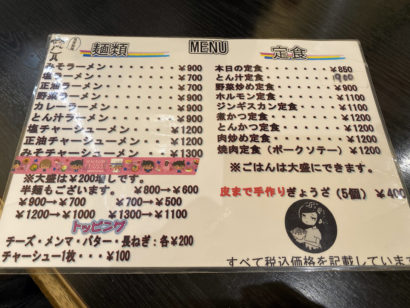 麺類
MENU
定食
みそラーメン・・・・・・・・¥900
塩ラーメン・・・・・・・・・¥700
正油ラーメン・・・・・・・・¥700
野菜ラーメン・・・・・・・・¥900
カレーラーメン・・・・・・・¥900
とん汁ラーメン・・・・・・・¥900
塩チャーシューメン・・・・・¥1200
正油チャーシューメン・・・・¥1200
みそチャーシューメン・・・・¥1300
※大盛は¥200増しです。
半麺もございます。 ¥800→¥600
¥900→¥700 ¥700→¥500
¥1200→¥1000 ¥1300→¥1100
トッピング
チーズ・メンマ・バター・長ねぎ：各¥200
チャーシュー1枚・・・¥100
本日の定食・・・・・・・・・¥850
とん汁定食・・・・・・・・・
野菜炒め定食・・・・・・・・¥900
ホルモン定食・・・・・・・・¥1100
ジンギスカン定食・・・・・・¥1200
煮かつ定食・・・・・・・・・¥1200
とんかつ定食・・・・・・・・¥1200
肉炒め定食・・・・・・・・・¥1200
焼肉定食（ポークソテー）・・¥1200
※ごはんは大盛にできます。
皮まで手作りぎょうざ（5個） ¥400
すべて税込価格を記載しています